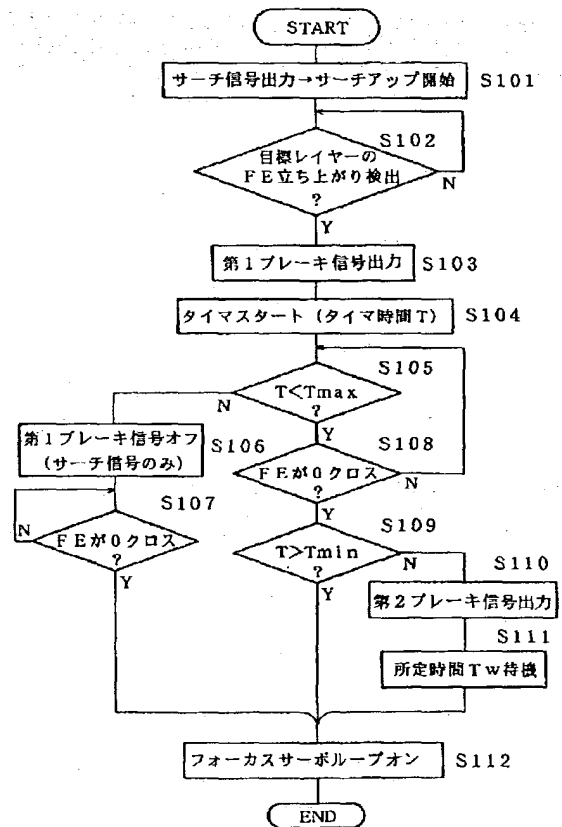 START
サーチ信号出力→サーチアップ開始
S101
S102
目標レイヤーの
FE立ち上がり検出
?
N
Y
第1ブレーキ信号出力
S103
タイマスタート(タイマ時間T)
S104
S105
T<Tmax
?
N
Y
第1ブレーキ信号オフ
(サーチ信号のみ)
S106
S108
FEが0クロス
?
N
Y
S107
FEが0クロス
?
N
Y
S109
T>Tmin
?
N
Y
S110
第2ブレーキ信号出力
S111
所定時間Tw待機
フォーカスサーボループオン
S112
END